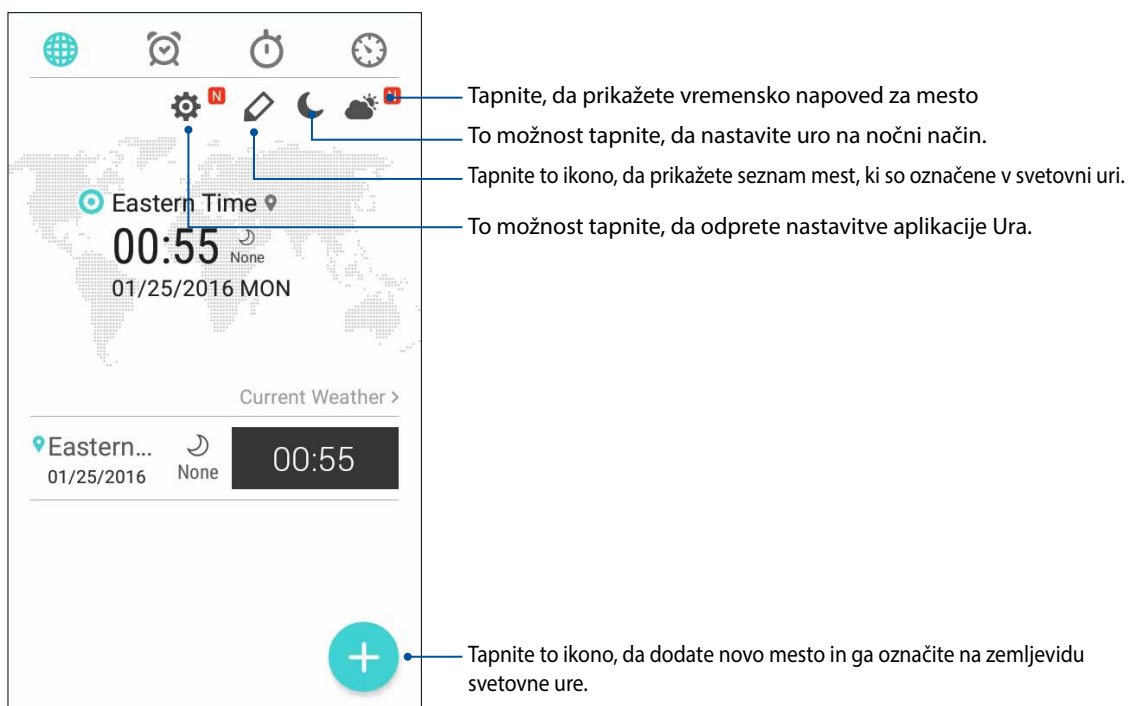 N
N
Tapnite, da prikažete vremensko napoved za mesto
To možnost tapnite, da nastavite uro na nočni način.
Tapnite to ikono, da prikažete seznam mest, ki so označene v svetovni uri.
To možnost tapnite, da odprete nastavitve aplikacije Ura.
Eastern Time
00:55
None
01/25/2016 MON
Current Weather >
Eastern...
01/25/2016
None
00:55
Tapnite to ikono, da dodate novo mesto in ga označite na zemljevidu
svetovne ure.